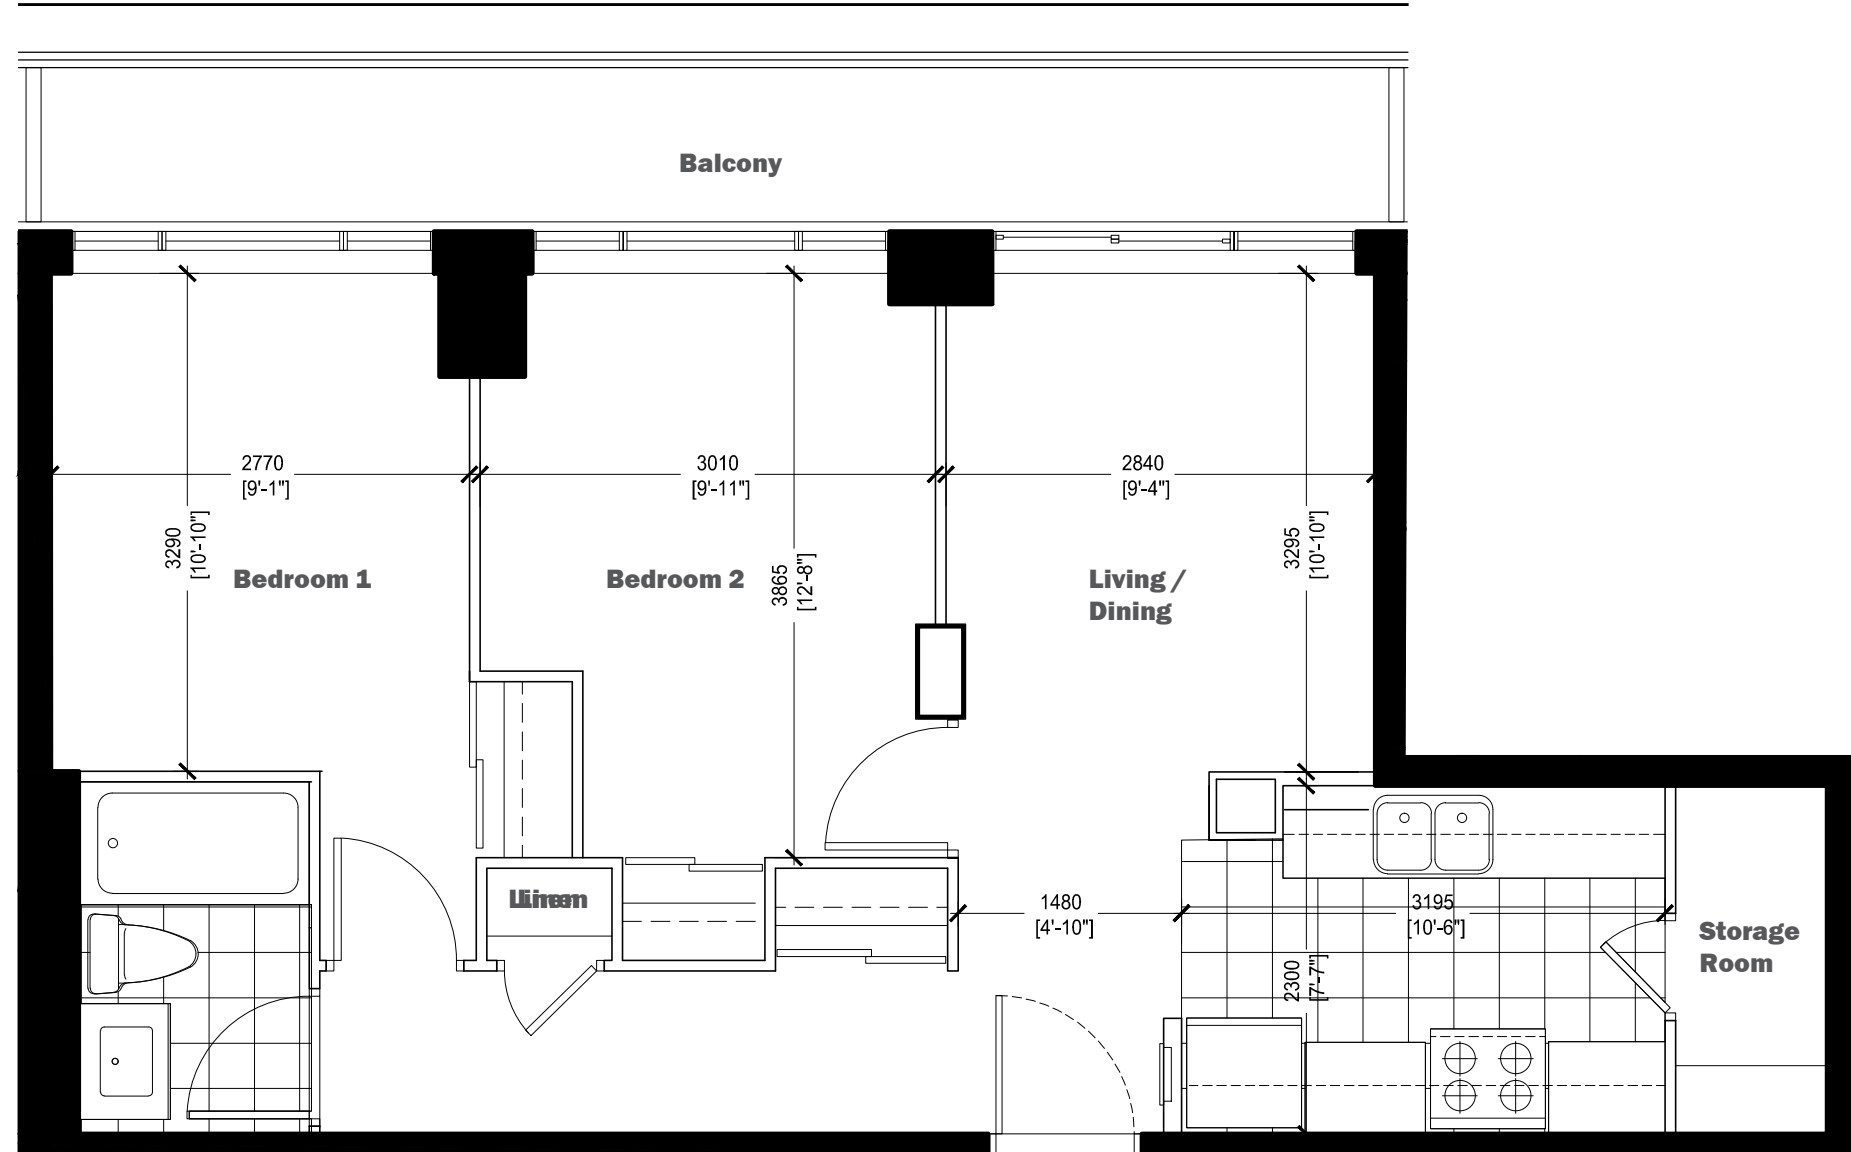 Balcony
2770
[9'-1"]
3010
[9'-11"]
2840
[9'-4"]
3290
[10'-10"]
Bedroom 1
Bedroom 2
3865
[12'-8"]
Living /
Dining
3295
[10'-10"]
Linen
1480
[4'-10"]
3195
[10'-6"]
2300
[7'-7"]
Storage
Room